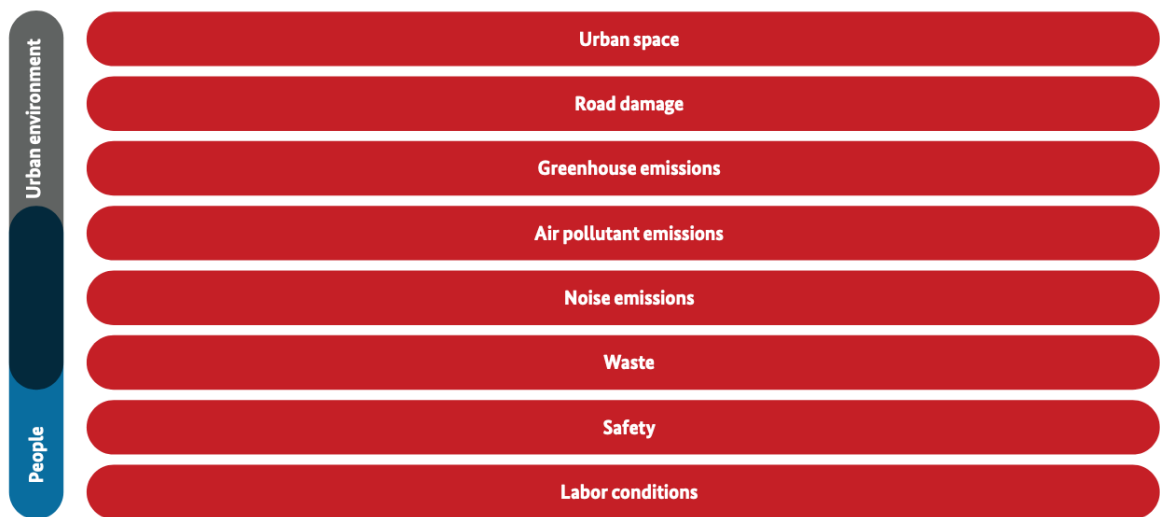 Urban environment
Urban space
Road damage
Greenhouse emissions
Air pollutant emissions
Noise emissions
Waste
People
Safety
Labor conditions